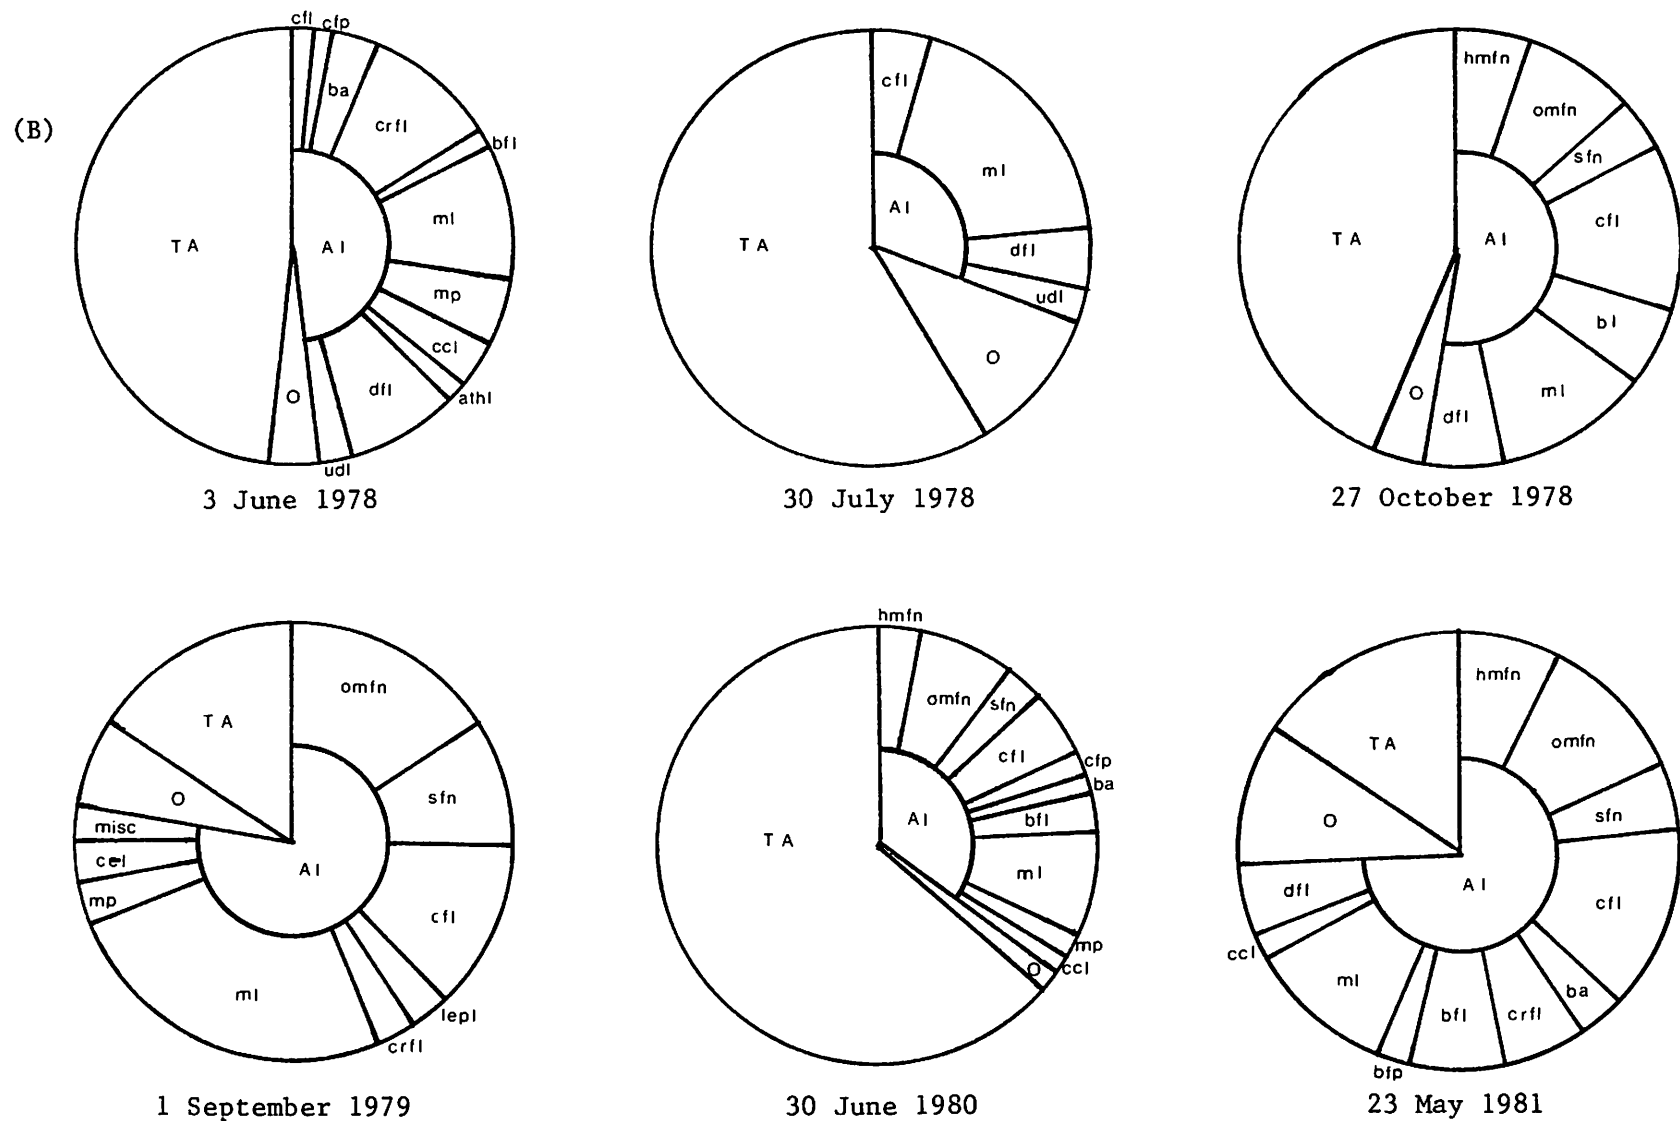 (B)
cfl cfp
ba
crfl
bfl
ml
TA
AI
mp
ccl
athl
dfl
O
udl
3 June 1978
cfl
ml
AI
TA
dfl
udl
O
30 July 1978
hmfn
omfn
sfn
cfl
TA
AI
bl
ml
O
dfl
27 October 1978
omfn
TA
sfn
O
misc
cel
AI
mp
cfl
ml
lepl
crfl
1 September 1979
hmfn
omfn
sfn
cfl
cfp
ba
AI
bfl
TA
ml
mp
ccl
O
30 June 1980
hmfn
omfn
TA
sfn
O
AI
dfl
cfl
ccl
ml
ba
bfl
crfl
bfp
23 May 1981